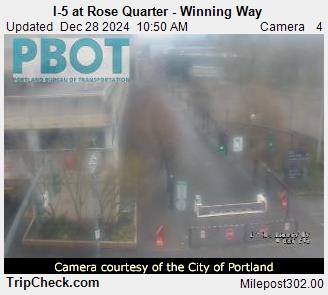 I-5 at Rose Quarter - Winning Way
Updated Dec 28 2024 10:50 AM Camera 4
PBOT
PORTLAND BUREAU OF TRANSPORTATION
Camera courtesy of the City of Portland
TripCheck.com Milepost302.00